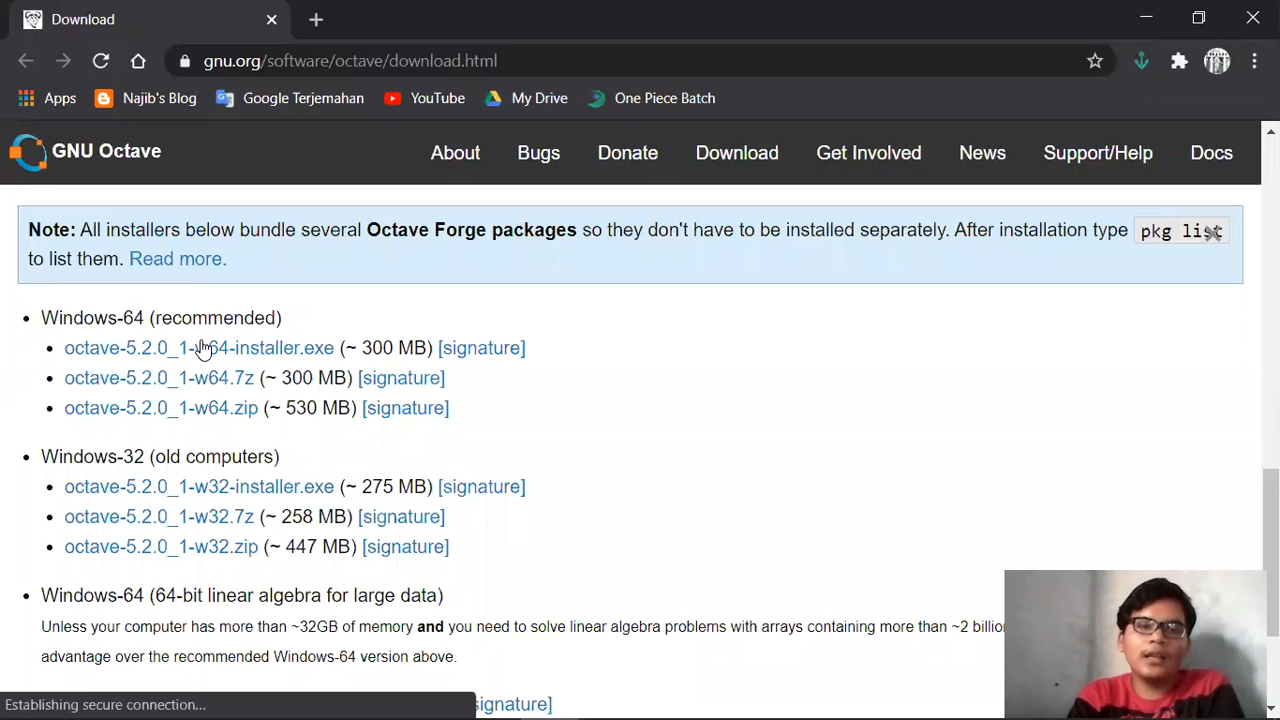 Download
gnu.org/software/octave/download.html
Apps Najib's Blog Google Terjemahan YouTube My Drive One Piece Batch
GNU Octave About Bugs Donate Download Get Involved News Support/Help Docs
Note: All installers below bundle several Octave Forge packages so they don't have to be installed separately. After installation type pkg list
to list them. Read more.
• Windows-64 (recommended)
• octave-5.2.0_1-w64-installer.exe (~ 300 MB) [signature]
• octave-5.2.0_1-w64.7z (~ 300 MB) [signature]
• octave-5.2.0_1-w64.zip (~ 530 MB) [signature]
• Windows-32 (old computers)
• octave-5.2.0_1-w32-installer.exe (~ 275 MB) [signature]
• octave-5.2.0_1-w32.7z (~ 258 MB) [signature]
• octave-5.2.0_1-w32.zip (~ 447 MB) [signature]
• Windows-64 (64-bit linear algebra for large data)
Unless your computer has more than ~32GB of memory and you need to solve linear algebra problems with arrays containing more than ~2 billion
advantage over the recommended Windows-64 version above.
Establishing secure connection... signature]